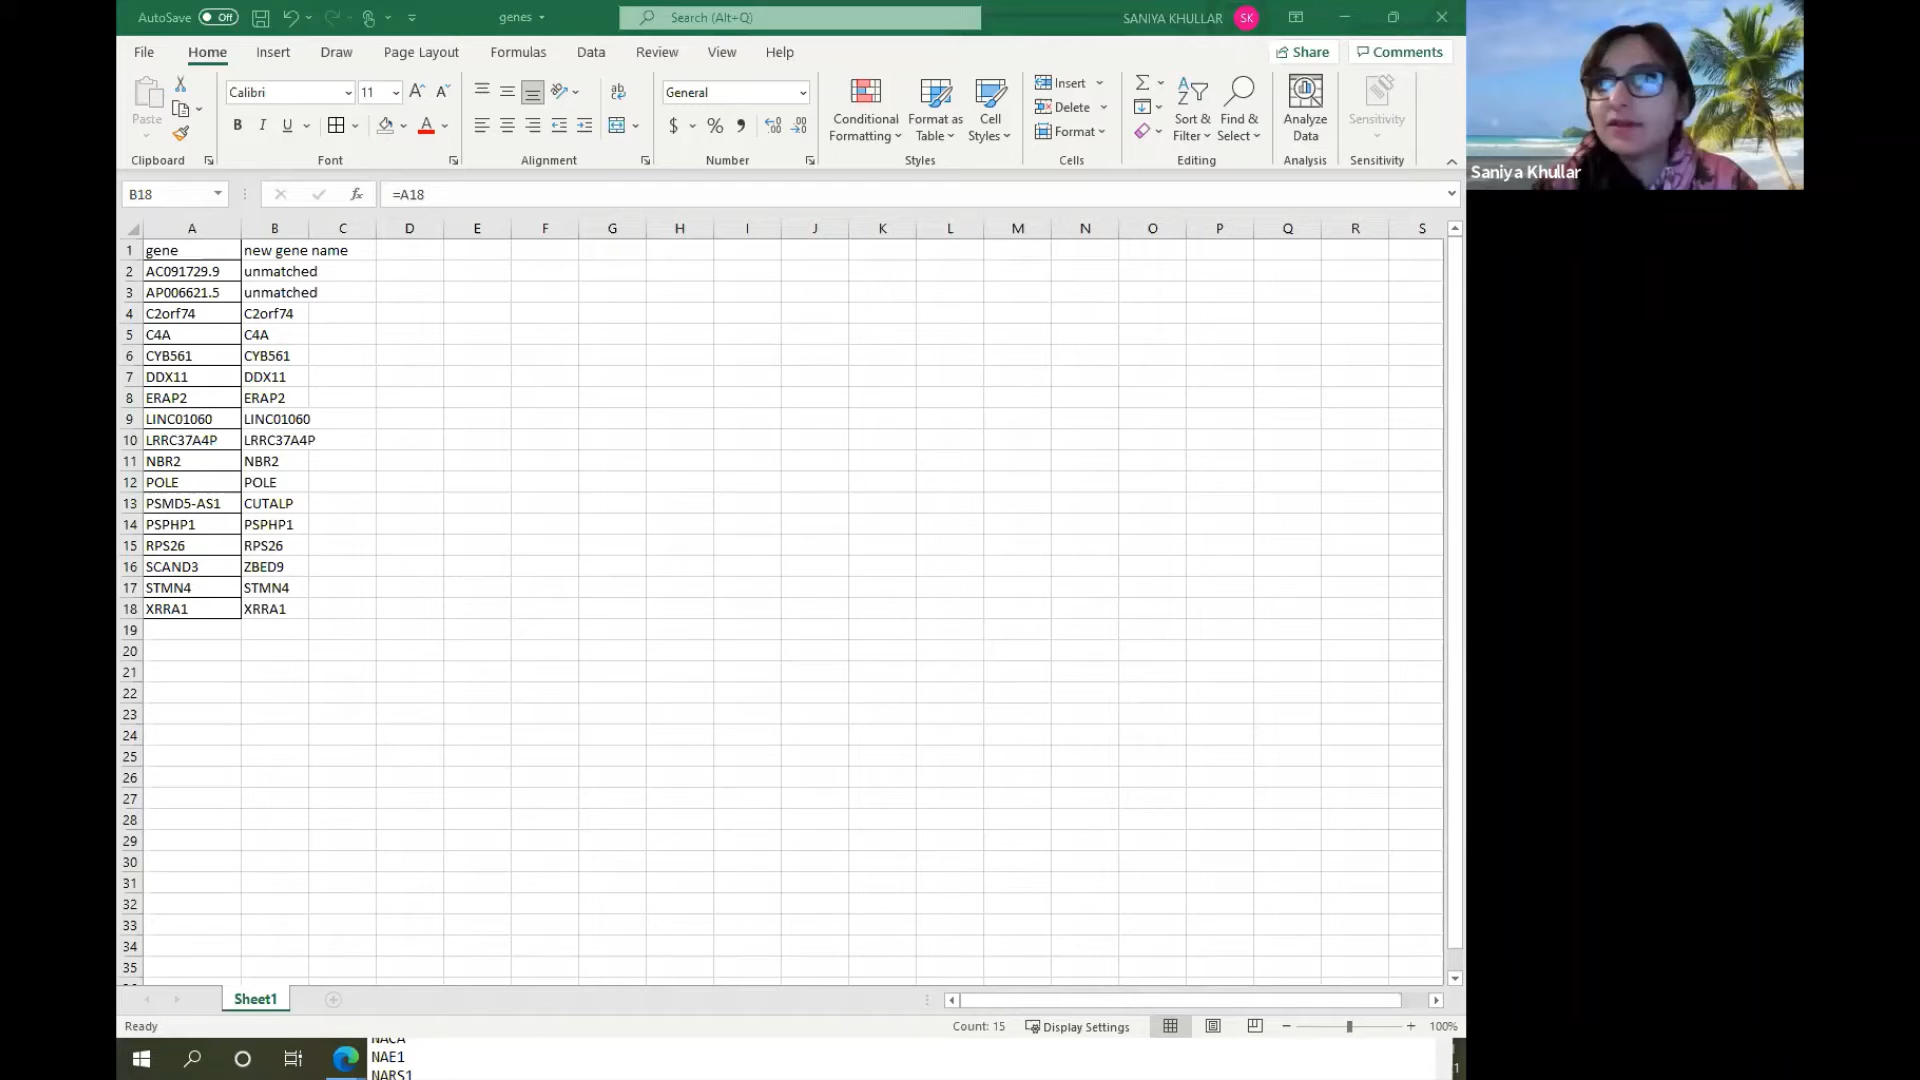 AutoSave Off genes Search (Alt+Q) SANIYA KHULLAR SK
File Home Insert Draw Page Layout Formulas Data Review View Help Share Comments
Paste Calibri 11 General Conditional Formatting Format as Table Cell Styles Insert Delete Format Sort & Filter Find & Select Analyze Data Sensitivity
Clipboard Font Alignment Number Styles Cells Editing Analysis Sensitivity
B18 fx =A18
A B C D E F G H I J K L M N O P Q R S
1 gene new gene name
2 AC091729.9 unmatched
3 AP006621.5 unmatched
4 C2orf74 C2orf74
5 C4A C4A
6 CYB561 CYB561
7 DDX11 DDX11
8 ERAP2 ERAP2
9 LINC01060 LINC01060
10 LRRC37A4P LRRC37A4P
11 NBR2 NBR2
12 POLE POLE
13 PSMD5-AS1 CUTALP
14 PSPHP1 PSPHP1
15 RPS26 RPS26
16 SCAND3 ZBED9
17 STMN4 STMN4
18 XRRA1 XRRA1
19
20
21
22
23
24
25
26
27
28
29
30
31
32
33
34
35
Sheet1
Ready Count: 15 Display Settings 100%
NACA
NAE1
NARS1
Saniya Khullar